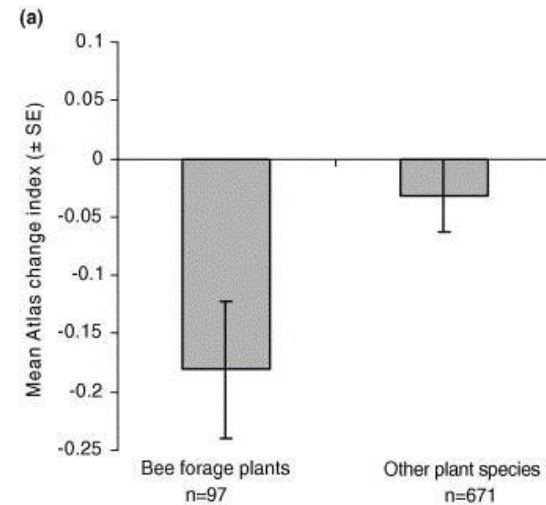 (a)
Mean Atlas change index (± SE)
0.1
0.05
0
-0.05
-0.1
-0.15
-0.2
-0.25
Bee forage plants
n=97
Other plant species
n=671